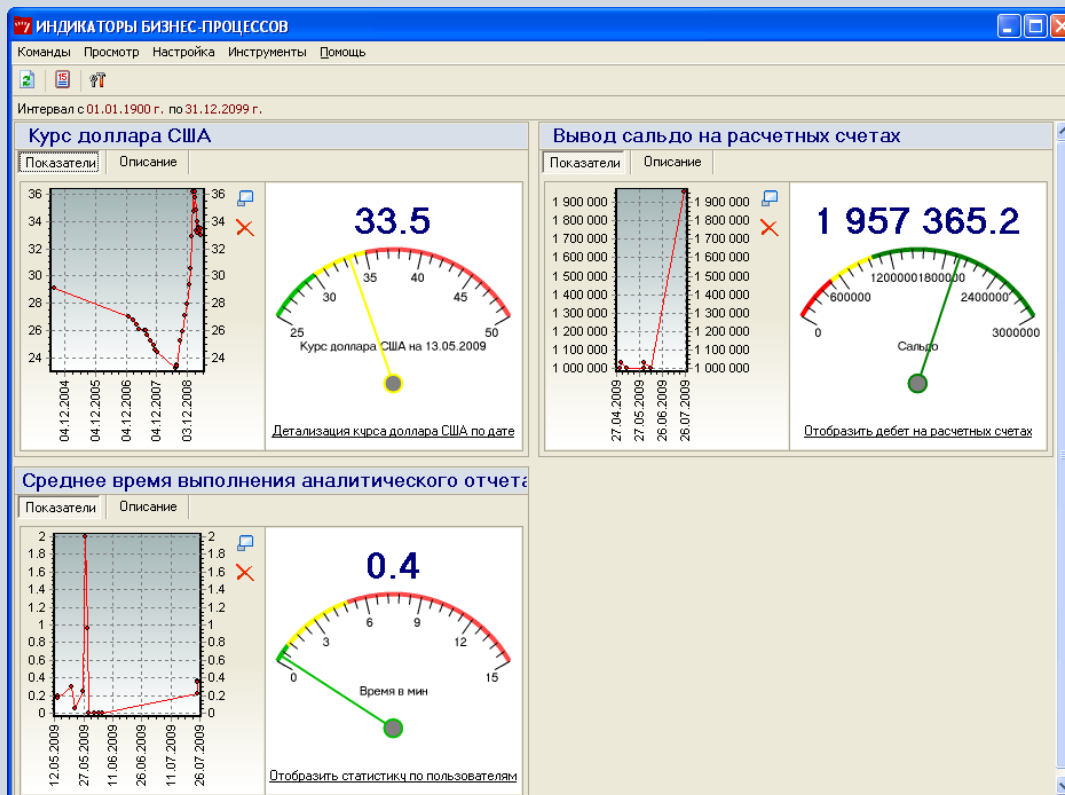 ИНДИКАТОРЫ БИЗНЕС-ПРОЦЕССОВ
Команды Просмотр Настройка Инструменты Помощь
15
Интервал с 01.01.1900 г. по 31.12.2099 г.
Курс доллара США
Показатели Описание
36 36
34 34
32 32
30 30
28 28
26 26
24 24
04.12.2004
04.12.2005
04.12.2006
04.12.2007
03.12.2008
33.5
25 30 35 40 45 50
Курс доллара США на 13.05.2009
Детализация курса доллара США по дате
Вывод сальдо на расчетных счетах
Показатели Описание
1 900 000 1 900 000
1 800 000 1 800 000
1 700 000 1 700 000
1 600 000 1 600 000
1 500 000 1 500 000
1 400 000 1 400 000
1 300 000 1 300 000
1 200 000 1 200 000
1 100 000 1 100 000
1 000 000 1 000 000
27.04.2009
27.05.2009
26.06.2009
26.07.2009
1 957 365.2
0 600000 1200000 1800000 2400000 3000000
Сальдо
Отобразить дебет на расчетных счетах
Среднее время выполнения аналитического отчета
Показатели Описание
2 2
1.8 1.8
1.6 1.6
1.4 1.4
1.2 1.2
1 1
0.8 0.8
0.6 0.6
0.4 0.4
0.2 0.2
0 0
12.05.2009
27.05.2009
11.06.2009
26.06.2009
11.07.2009
26.07.2009
0.4
0 3 6 9 12 15
Время в мин
Отобразить статистику по пользователям